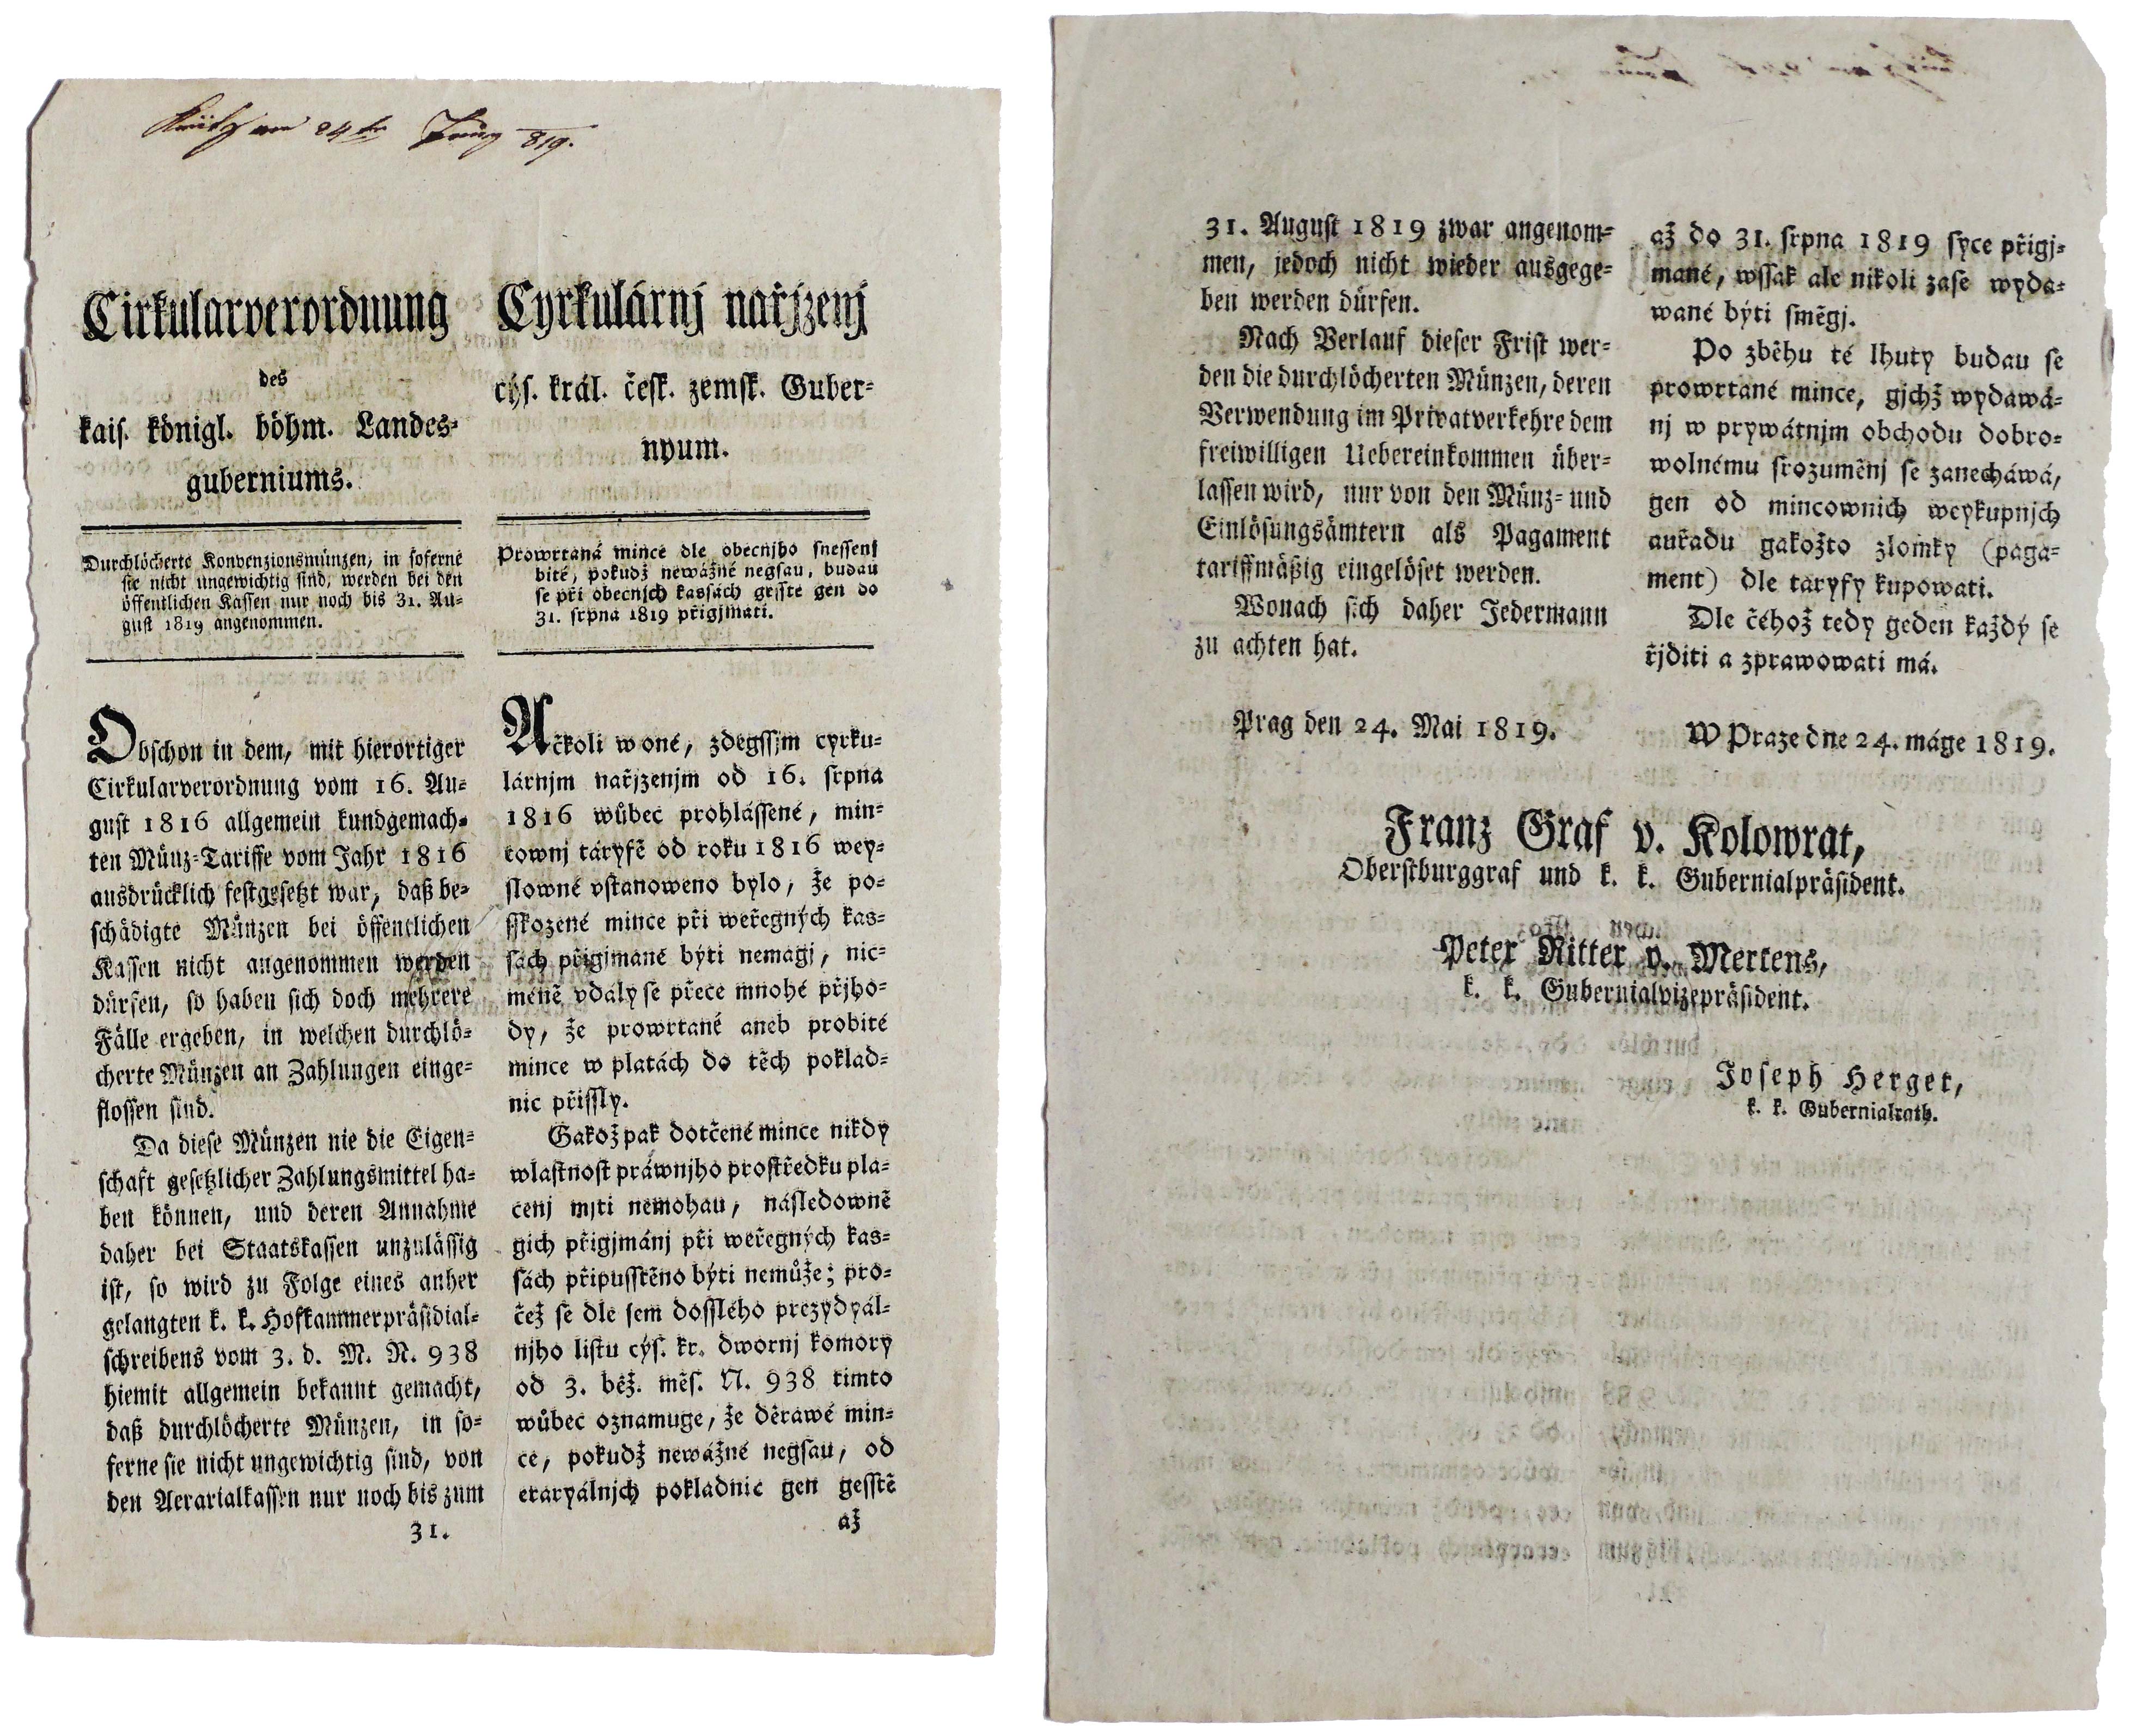 am 24
819.
Cirkularverordnung
des
kais. königl. böhm. Landes-
guberniums.
Durchlöcherte Konvenzionsmünzen, in soferne
sie nicht ungewichtig sind, werden bei den
öffentlichen Kassen nur noch bis 31. Au-
gust 1819 angenommen.
Obschon in dem, mit hierortiger
Cirkularverordnung vom 16. Au-
gust 1816 allgemein kundgemach-
ten Münz-Tariffe vom Jahr 1816
ausdrücklich festgesetzt war, daß be-
schädigte Münzen bei öffentlichen
Kassen nicht angenommen werden
dürfen, so haben sich doch mehrere
Fälle ergeben, in welchen durchlö-
cherte Münzen an Zahlungen einge-
flossen sind.
Da diese Münzen nie die Eigen-
schaft gesetzlicher Zahlungsmittel ha-
ben können, und deren Annahme
daher bei Staatskassen unzulässig
ist, so wird zu Folge eines anher
gelangten k. k. Hofkammerpräsidial-
schreibens vom 3. d. M. N. 938
hiemit allgemein bekannt gemacht,
daß durchlöcherte Münzen, in so-
ferne sie nicht ungewichtig sind, von
den Aerarialkassen nur noch bis zum
31.
Cyrkulárnj nařjzenj
cýs. král. česk. zemsk. Guber-
nyum.
Prowrtaná mince dle obecnjho snessenj
bité, pokudž newážné negsau, budau
se při obecnjch kassách gesstě gen do
31. srpna 1819 přigjmati.
Ačkoli w oné, zdegssjm cyrku-
lárnjm nařjzenjm od 16. srpna
1816 wůbec prohlássené, min-
cownj táryfě od roku 1816 wey-
slowně vstanoweno bylo, že po-
sskozené mince při weřegných kas-
sách přigjmané býti nemagj, nic-
méně vdály se přece mnohé přjho-
dy, že prowrtané aneb probité
mince w platách do těch poklad-
nic přissly.
Gakož pak dotčené mince nikdy
wlastnost práwnjho prostředku pla-
cenj mjti nemohau, následowně
gich přigjmánj při weřegných kas-
sách připusstěno býti nemůže; pro-
čež se dle sem dosslého prezydyál-
njho listu cýs. kr. dwornj komory
od 3. běž. měs. N. 938 tímto
wůbec oznamuge, že děrawé min-
ce, pokudž newážné negsau, od
eraryálnjch pokladnic gen gesstě
až
31. August 1819 zwar angenom-
men, jedoch nicht wieder ausgege-
ben werden dürfen.
Nach Verlauf dieser Frist wer-
den die durchlöcherten Münzen, deren
Verwendung im Privatverkehre dem
freiwilligen Uebereinkommen über-
lassen wird, nur von den Münz- und
Einlösungsämtern als Pagament
tariffmäßig eingelöset werden.
Wonach sich daher Jedermann
zu achten hat.
Prag den 24. Mai 1819.
až do 31. srpna 1819 syce přigj-
mané, wssak ale nikoli zase wyda-
wané býti smëgj.
Po zběhu té lhuty budau se
prowrtané mince, gjchž wydawá-
nj w prywátnjm obchodu dobro-
wolnému srozuměnj se zanecháwá,
gen od mincownich weykupnjch
auřadu gakožto zlomky (paga-
ment) dle taryfy kupowati.
Dle čéhož tedy geden každý se
řjditi a zprawowati má.
W Praze dne 24. máge 1819.
Franz Graf v. Kolowrat,
Oberstburggraf und k. k. Gubernialpräsident.
Peter Ritter v. Mertens,
k. k. Gubernialvizepräsident.
Joseph Herget,
k. k. Gubernialrath.